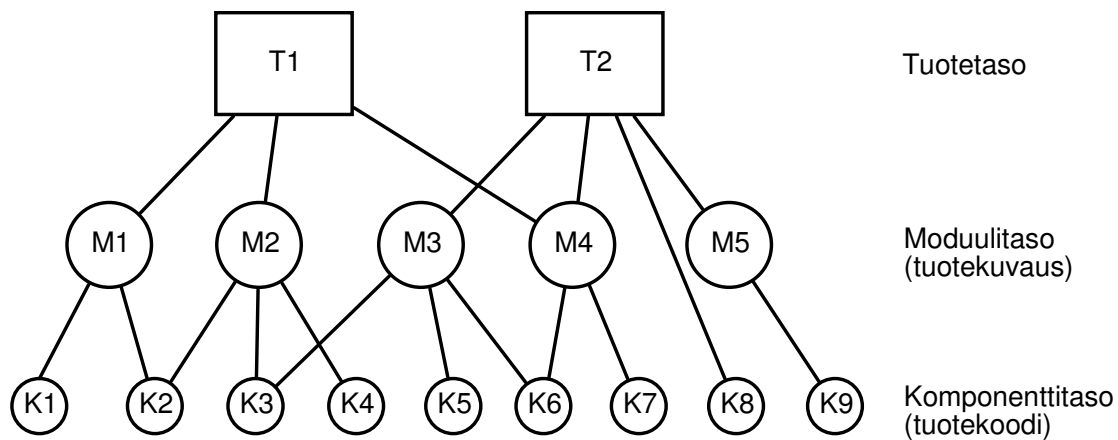 T1
T2
Tuotetaso
M1
M2
M3
M4
M5
Moduulitaso
(tuotekuvaus)
K1
K2
K3
K4
K5
K6
K7
K8
K9
Komponenttitaso
(tuotekoodi)